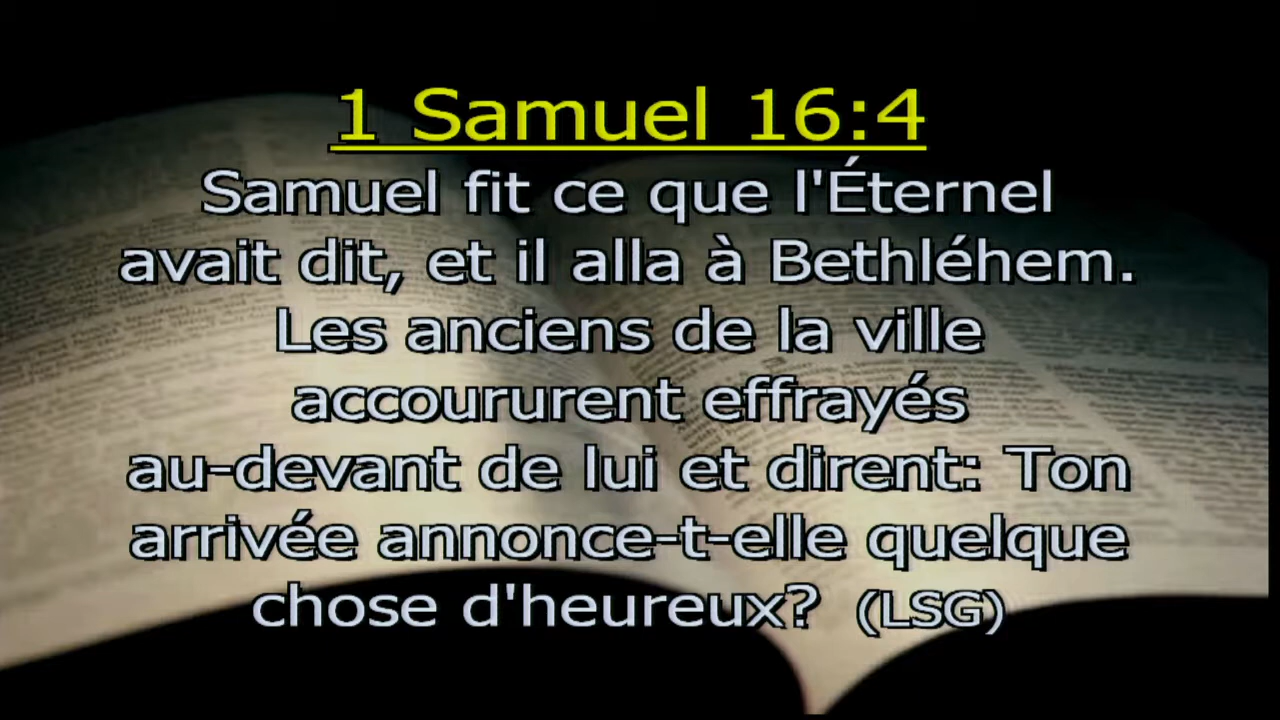 1 Samuel 16:4
Samuel fit ce que l'Éternel
avait dit, et il alla à Bethléhem.
Les anciens de la ville
accoururent effrayés
au-devant de lui et dirent: Ton
arrivée annonce-t-elle quelque
chose d'heureux? (LSG)